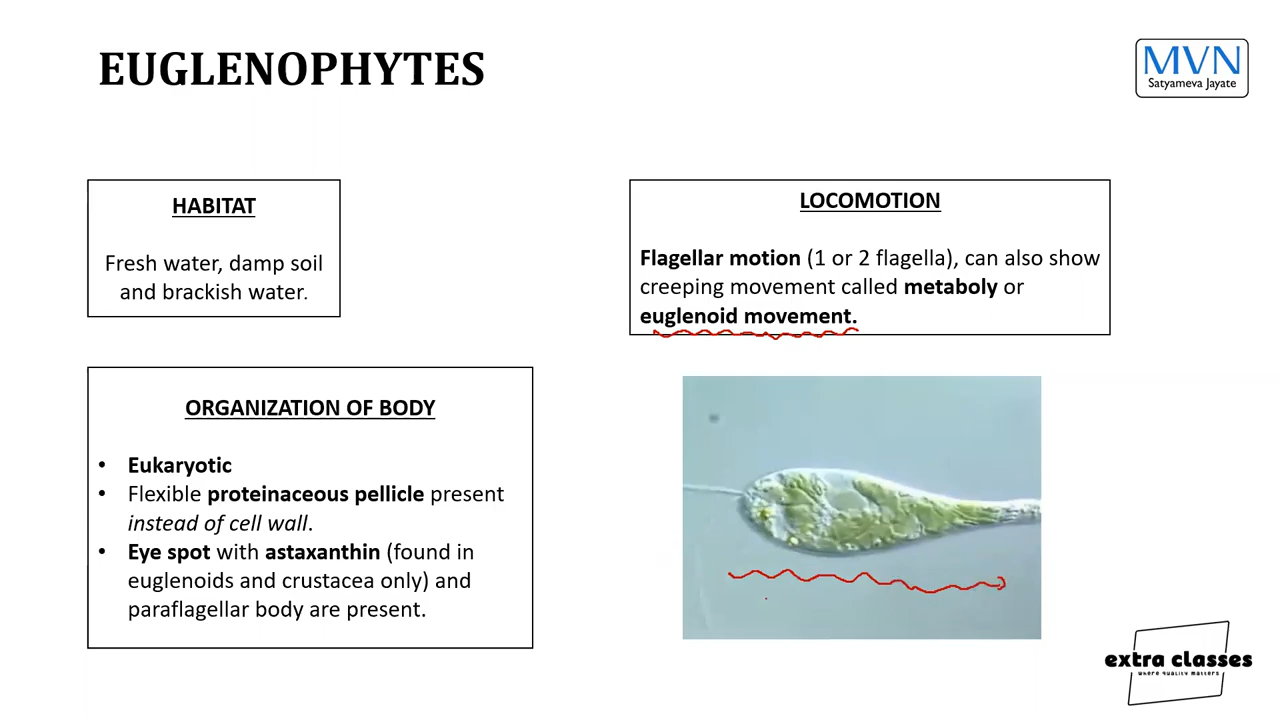 EUGLENOPHYTES
MVN
Satyameva Jayate
HABITAT
Fresh water, damp soil
and brackish water.
LOCOMOTION
Flagellar motion (1 or 2 flagella), can also show
creeping movement called metaboly or
euglenoid movement.
ORGANIZATION OF BODY
• Eukaryotic
• Flexible proteinaceous pellicle present
instead of cell wall.
• Eye spot with astaxanthin (found in
euglenoids and crustacea only) and
paraflagellar body are present.
extra classes
where quality matters